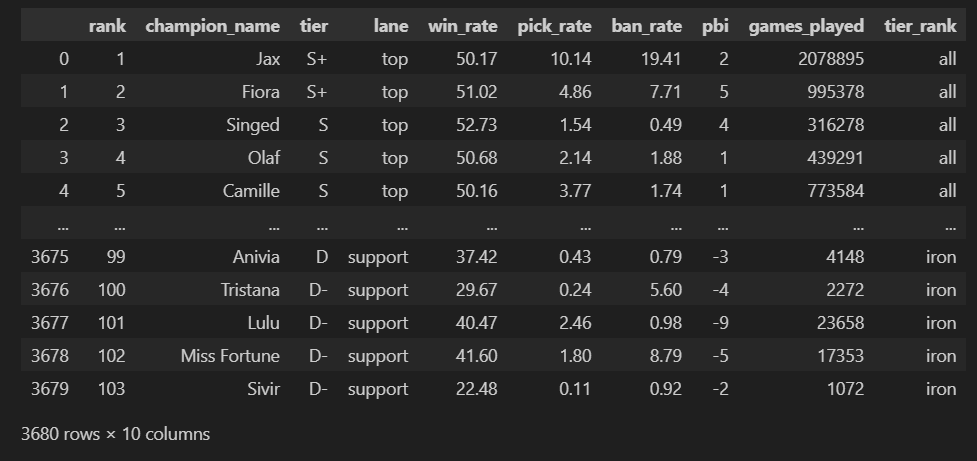 rank champion_name tier lane win_rate pick_rate ban_rate pbi games_played tier_rank
0 1 Jax S+ top 50.17 10.14 19.41 2 2078895 all
1 2 Fiora S+ top 51.02 4.86 7.71 5 995378 all
2 3 Singed S top 52.73 1.54 0.49 4 316278 all
3 4 Olaf S top 50.68 2.14 1.88 1 439291 all
4 5 Camille S top 50.16 3.77 1.74 1 773584 all
... ... ... ... ... ... ... ... ... ... ...
3675 99 Anivia D support 37.42 0.43 0.79 -3 4148 iron
3676 100 Tristana D- support 29.67 0.24 5.60 -4 2272 iron
3677 101 Lulu D- support 40.47 2.46 0.98 -9 23658 iron
3678 102 Miss Fortune D- support 41.60 1.80 8.79 -5 17353 iron
3679 103 Sivir D- support 22.48 0.11 0.92 -2 1072 iron
3680 rows × 10 columns